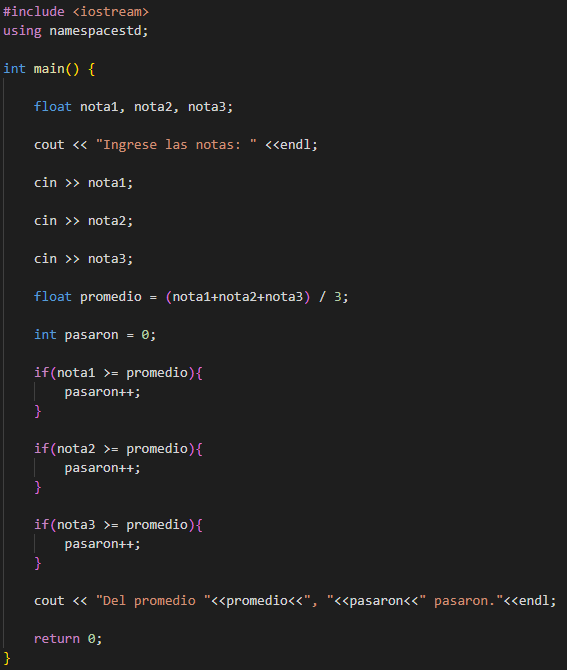 #include <iostream>
using namespacestd;
int main() {
float nota1, nota2, nota3;
cout << "Ingrese las notas: " <<endl;
cin >> nota1;
cin >> nota2;
cin >> nota3;
float promedio = (nota1+nota2+nota3) / 3;
int pasaron = 0;
if(nota1 >= promedio){
pasaron++;
}
if(nota2 >= promedio){
pasaron++;
}
if(nota3 >= promedio){
pasaron++;
}
cout << "Del promedio "<<promedio<<", "<<pasaron<<" pasaron."<<endl;
return 0;
}